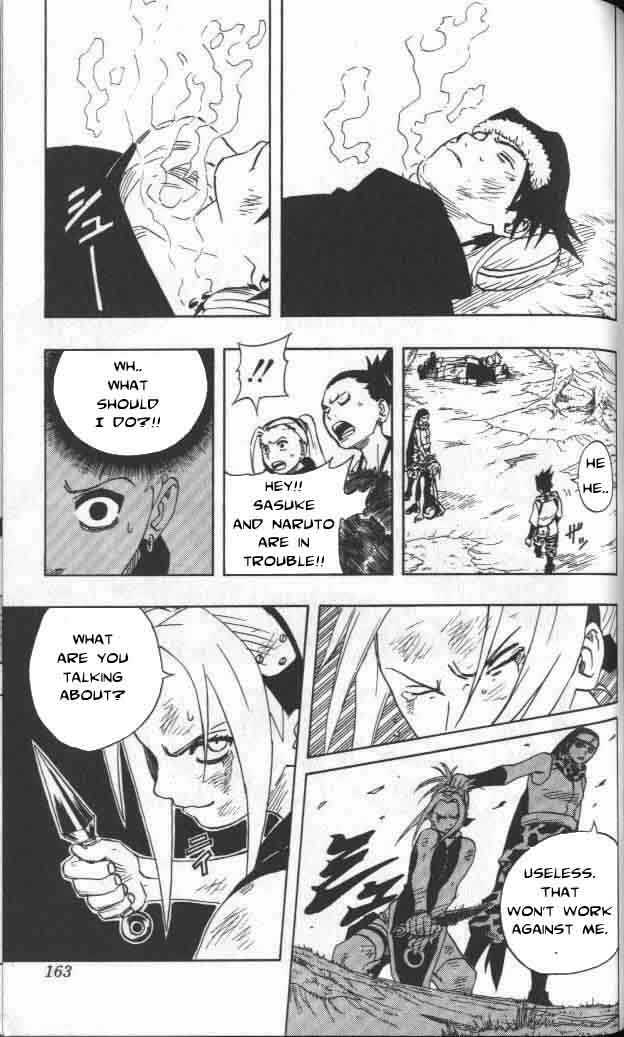 シュー
HE
HE..
!!
HEY!!
SASUKE
AND NARUTO
ARE IN
TROUBLE!!
WH..
WHAT
SHOULD
I DO?!!
USELESS.
THAT
WON'T WORK
AGAINST ME.
WHAT
ARE YOU
TALKING
ABOUT?
163